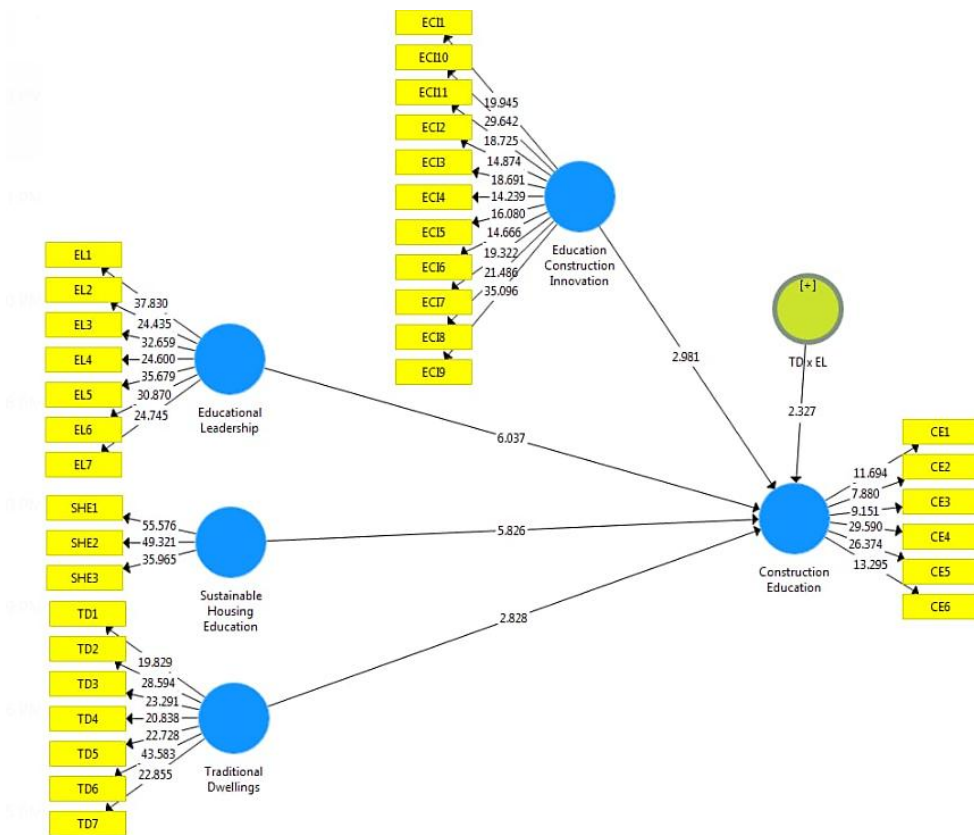 ECI1
ECI10
ECI11
ECI2
ECI3
ECI4
ECI5
ECI6
ECI7
ECI8
ECI9
19.945
29.642
18.725
14.874
18.691
14.239
16.080
14.666
19.322
21.486
35.096
Education
Construction
Innovation
EL1
EL2
EL3
EL4
EL5
EL6
EL7
37.830
24.435
32.659
24.600
35.679
30.870
24.745
Educational
Leadership
[+]
TD x EL
2.981
2.327
6.037
5.826
2.828
SHE1
SHE2
SHE3
55.576
49.321
35.965
Sustainable
Housing
Education
TD1
TD2
TD3
TD4
TD5
TD6
TD7
19.829
28.594
23.291
20.838
22.728
43.583
22.855
Traditional
Dwellings
Construction
Education
11.694
7.880
9.151
29.590
26.374
13.295
CE1
CE2
CE3
CE4
CE5
CE6